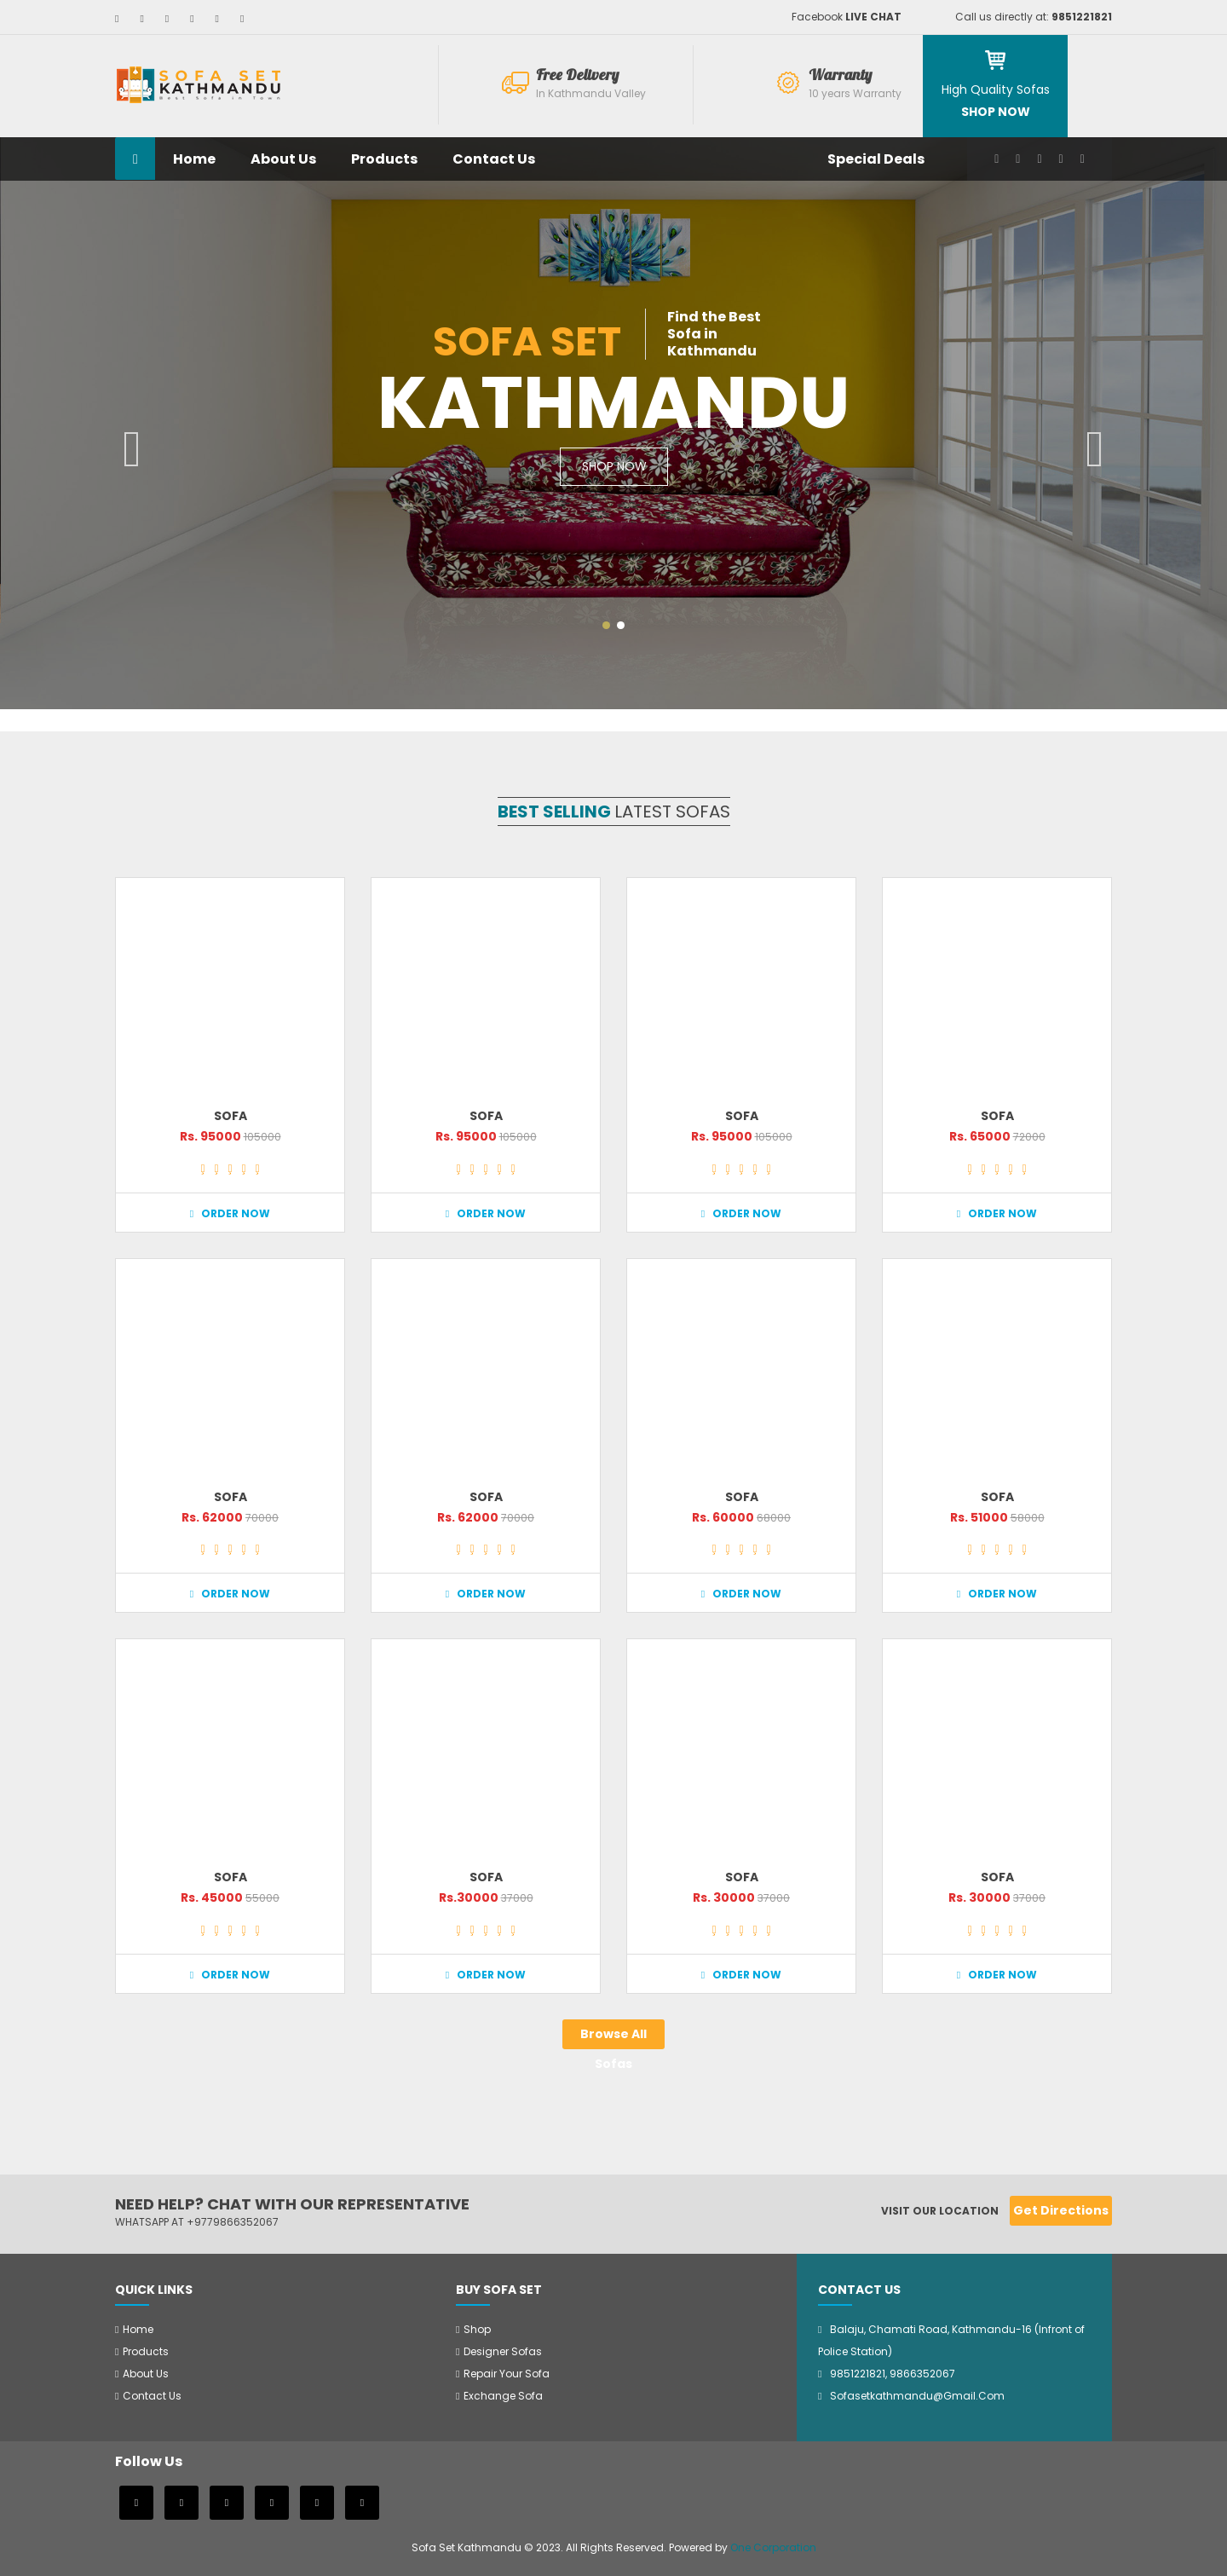 Facebook LIVE CHAT Call us directly at: 9851221821
SOFA SET
KATHMANDU
Best Sofa in Town
Free Delivery
In Kathmandu Valley
Warranty
10 years Warranty
High Quality Sofas
SHOP NOW
Home About Us Products Contact Us Special Deals
SOFA SET
Find the Best
Sofa in
Kathmandu
KATHMANDU
SHOP NOW
BEST SELLING LATEST SOFAS
SOFA SOFA SOFA SOFA
Rs. 95000 105000 Rs. 95000 105000 Rs. 95000 105000 Rs. 65000 72000
ORDER NOW ORDER NOW ORDER NOW ORDER NOW
SOFA SOFA SOFA SOFA
Rs. 62000 70000 Rs. 62000 70000 Rs. 60000 68000 Rs. 51000 58000
ORDER NOW ORDER NOW ORDER NOW ORDER NOW
SOFA SOFA SOFA SOFA
Rs. 45000 55000 Rs.30000 37000 Rs. 30000 37000 Rs. 30000 37000
ORDER NOW ORDER NOW ORDER NOW ORDER NOW
Browse All
Sofas
NEED HELP? CHAT WITH OUR REPRESENTATIVE
WHATSAPP AT +9779866352067
VISIT OUR LOCATION Get Directions
QUICK LINKS
Home
Products
About Us
Contact Us
BUY SOFA SET
Shop
Designer Sofas
Repair Your Sofa
Exchange Sofa
CONTACT US
Balaju, Chamati Road, Kathmandu-16 (Infront of
Police Station)
9851221821, 9866352067
Sofasetkathmandu@Gmail.Com
Follow Us
Sofa Set Kathmandu © 2023. All Rights Reserved. Powered by